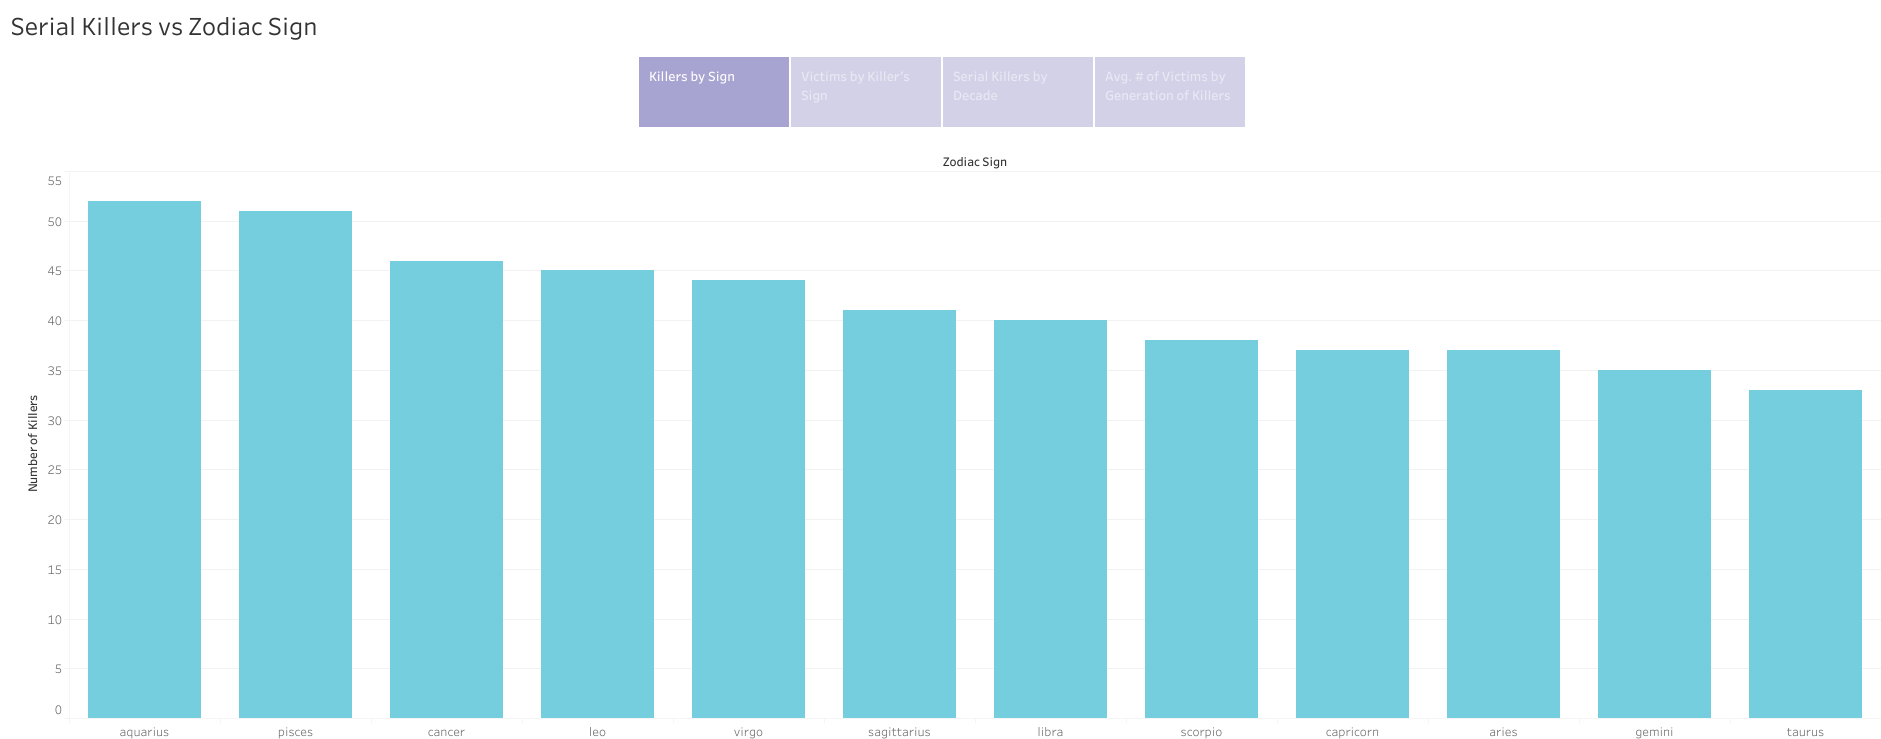 Serial Killers vs Zodiac Sign
Killers by Sign
Victims by Killer's
Sign
Serial Killers by
Decade
Avg. # of Victims by
Generation of Killers
Zodiac Sign
55
50
45
40
35
30
25
20
15
10
5
0
Number of Killers
aquarius
pisces
cancer
leo
virgo
sagittarius
libra
scorpio
capricorn
aries
gemini
taurus